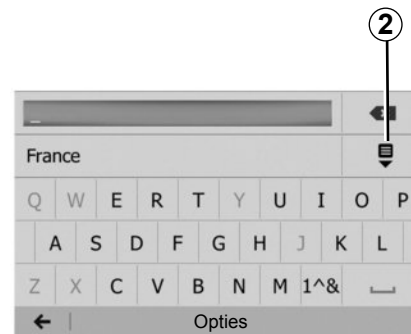 2
_
France
Q W E R T Y U I O P
A S D F G H J K L
Z X C V B N M 1^&
Opties